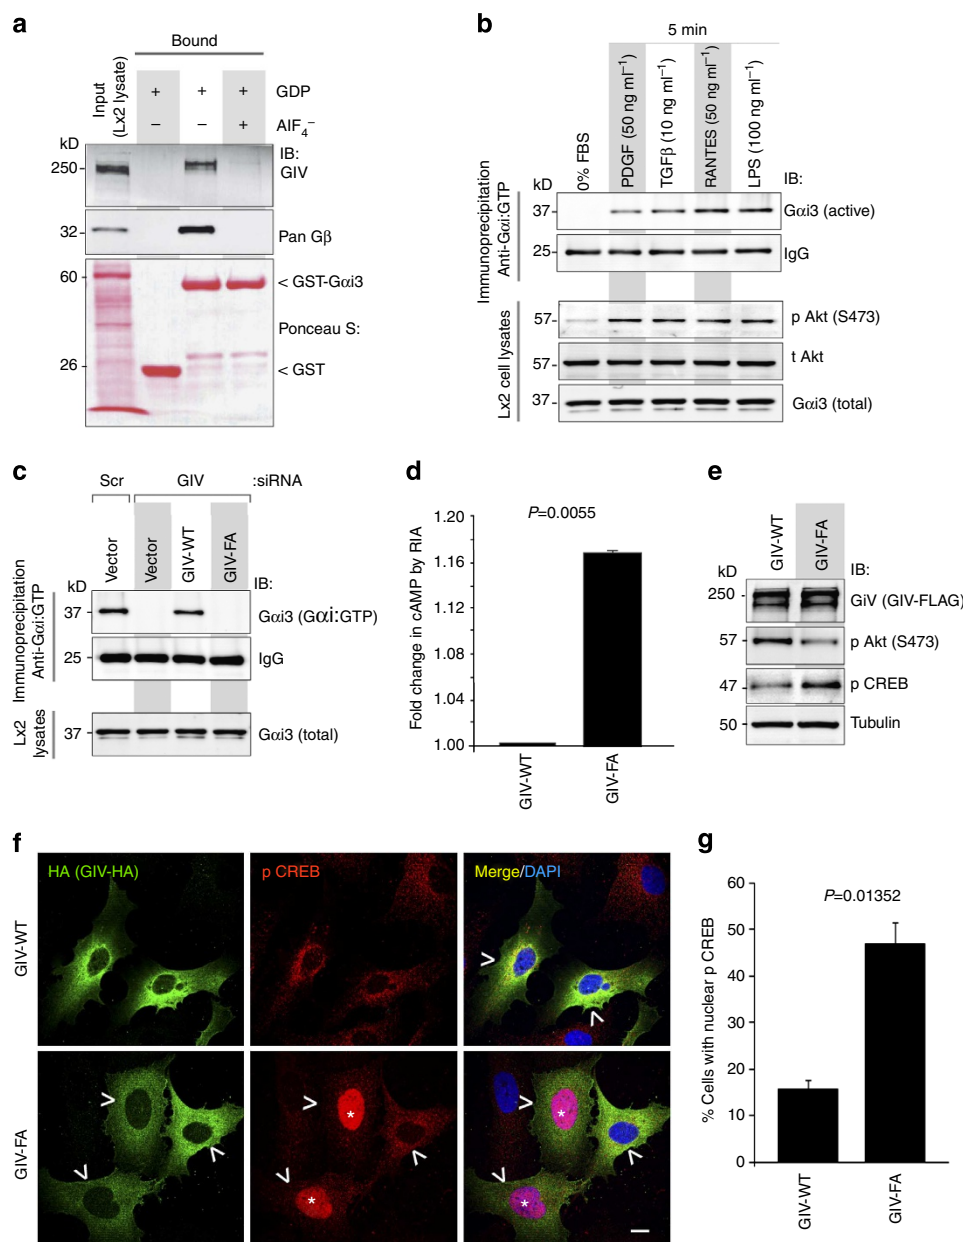 a
Bound
Input
(Lx2 lysate)
+ + + GDP
– – + AlF4–
kD
IB:
250
GIV
32
Pan Gβ
60
< GST-Gαi3
Ponceau S:
26
< GST
b
5 min
0% FBS
PDGF (50 ng ml–1)
TGFβ (10 ng ml–1)
RANTES (50 ng ml–1)
LPS (100 ng ml–1)
IB:
kD
Immunoprecipitation
Anti-Gαi:GTP
37
Gαi3 (active)
25
IgG
Lx2 cell lysates
57
p Akt (S473)
57
t Akt
37
Gαi3 (total)
c
Scr GIV :siRNA
Vector
Vector
GIV-WT
GIV-FA
IB:
kD
Immunoprecipitation
Anti-Gαi:GTP
37
Gαi3 (Gαi:GTP)
25
IgG
Lx2
lysates
37
Gαi3 (total)
d
P=0.0055
Fold change in cAMP by RIA
1.20
1.16
1.12
1.08
1.04
1.00
GIV-WT
GIV-FA
e
GIV-WT
GIV-FA
kD
IB:
250
GiV (GIV-FLAG)
57
p Akt (S473)
47
p CREB
50
Tubulin
f
HA (GIV-HA)
p CREB
Merge/DAPI
GIV-WT
>
>
GIV-FA
>
>
>
>
*
>
>
*
>
*
>
>
*
g
P=0.01352
% Cells with nuclear p CREB
60
50
40
30
20
10
0
GIV-WT
GIV-FA